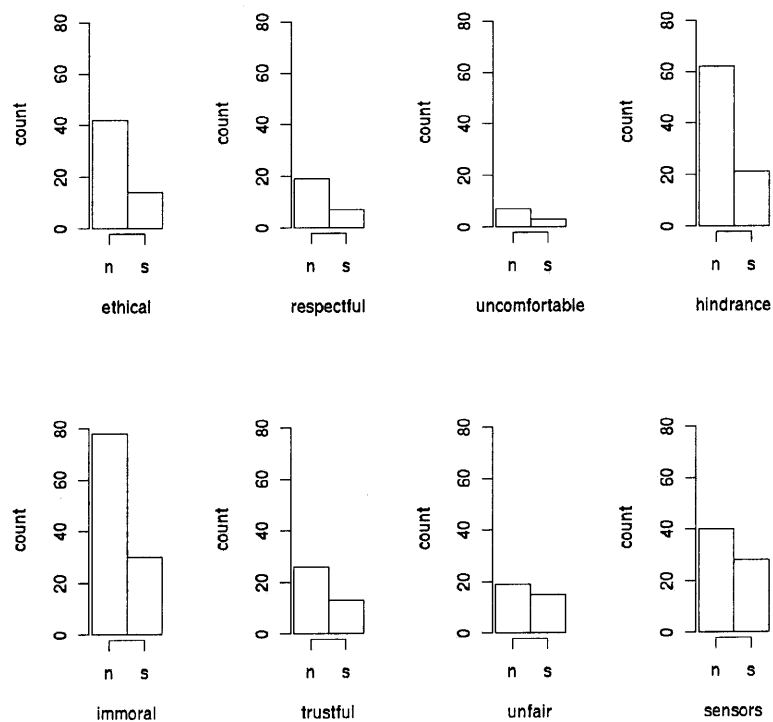 count
0 20 40 60 80
n s
ethical
count
0 20 40 60 80
n s
respectful
count
0 20 40 60 80
n s
uncomfortable
count
0 20 40 60 80
n s
hindrance
count
0 20 40 60 80
n s
immoral
count
0 20 40 60 80
n s
trustful
count
0 20 40 60 80
n s
unfair
count
0 20 40 60 80
n s
sensors